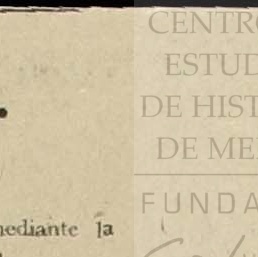 CENTRO
ESTUD
DE HIST
DE ME
FUNDA
mediante la